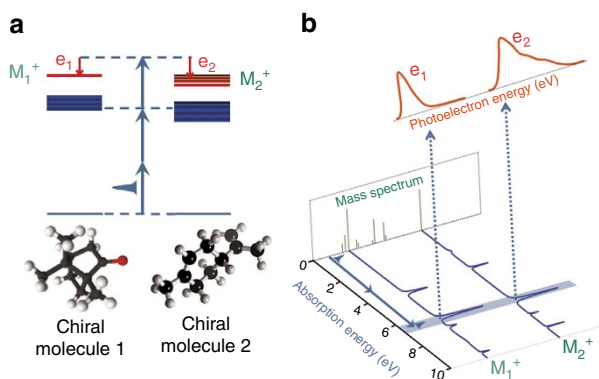 a
e1
e2
M1+
M2+
Chiral
molecule 1
Chiral
molecule 2
b
e1
e2
Photoelectron energy (eV)
Mass spectrum
0
2
4
6
8
10
Absorption energy (eV)
M1+
M2+